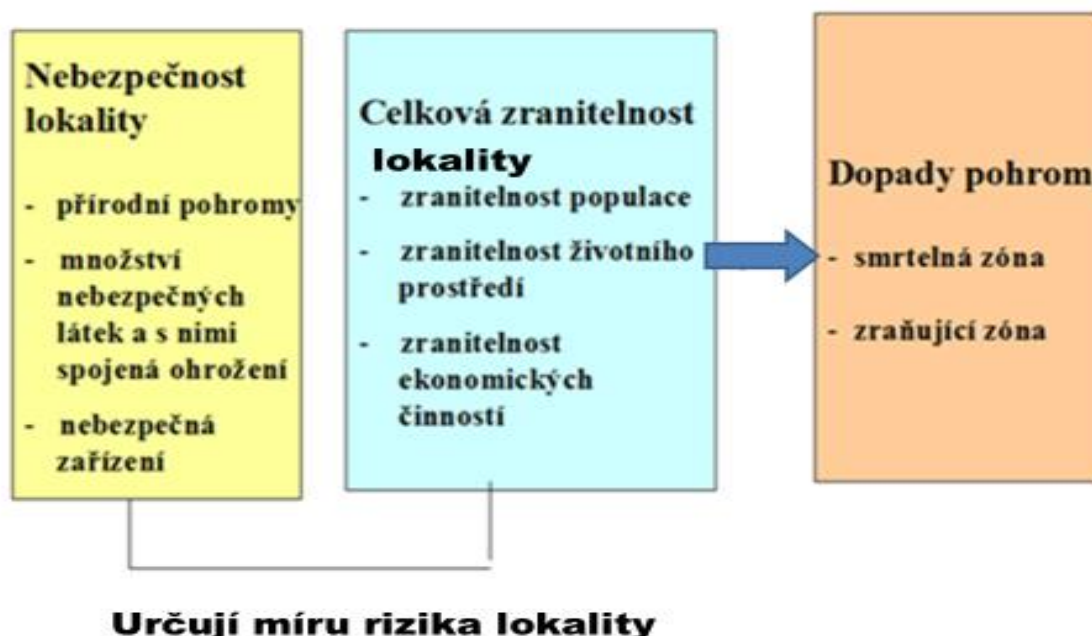 Nebezpečnost
lokality
- přírodní pohromy
- množství
nebezpečných
látek a s nimi
spojená ohrožení
- nebezpečná
zařízení
Celková zranitelnost
lokality
- zranitelnost populace
- zranitelnost životního
prostředí
- zranitelnost
ekonomických
činností
Dopady pohrom
- smrtelná zóna
- zraňující zóna
Určují míru rizika lokality